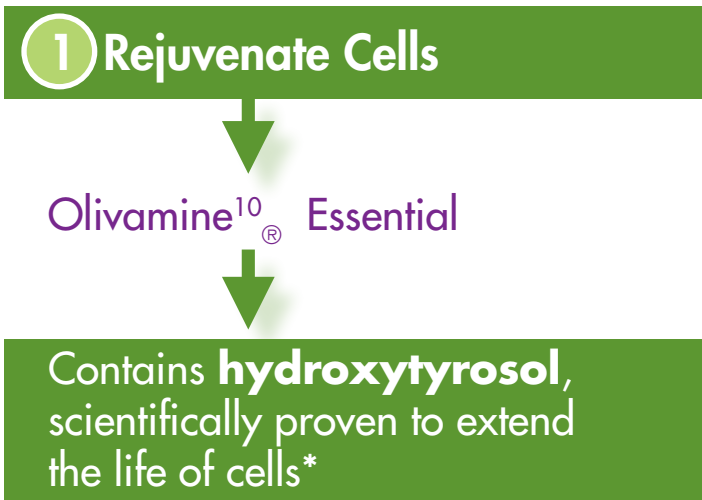 1 Rejuvenate Cells
Olivamine10® Essential
Contains hydroxytyrosol,
scientifically proven to extend
the life of cells*